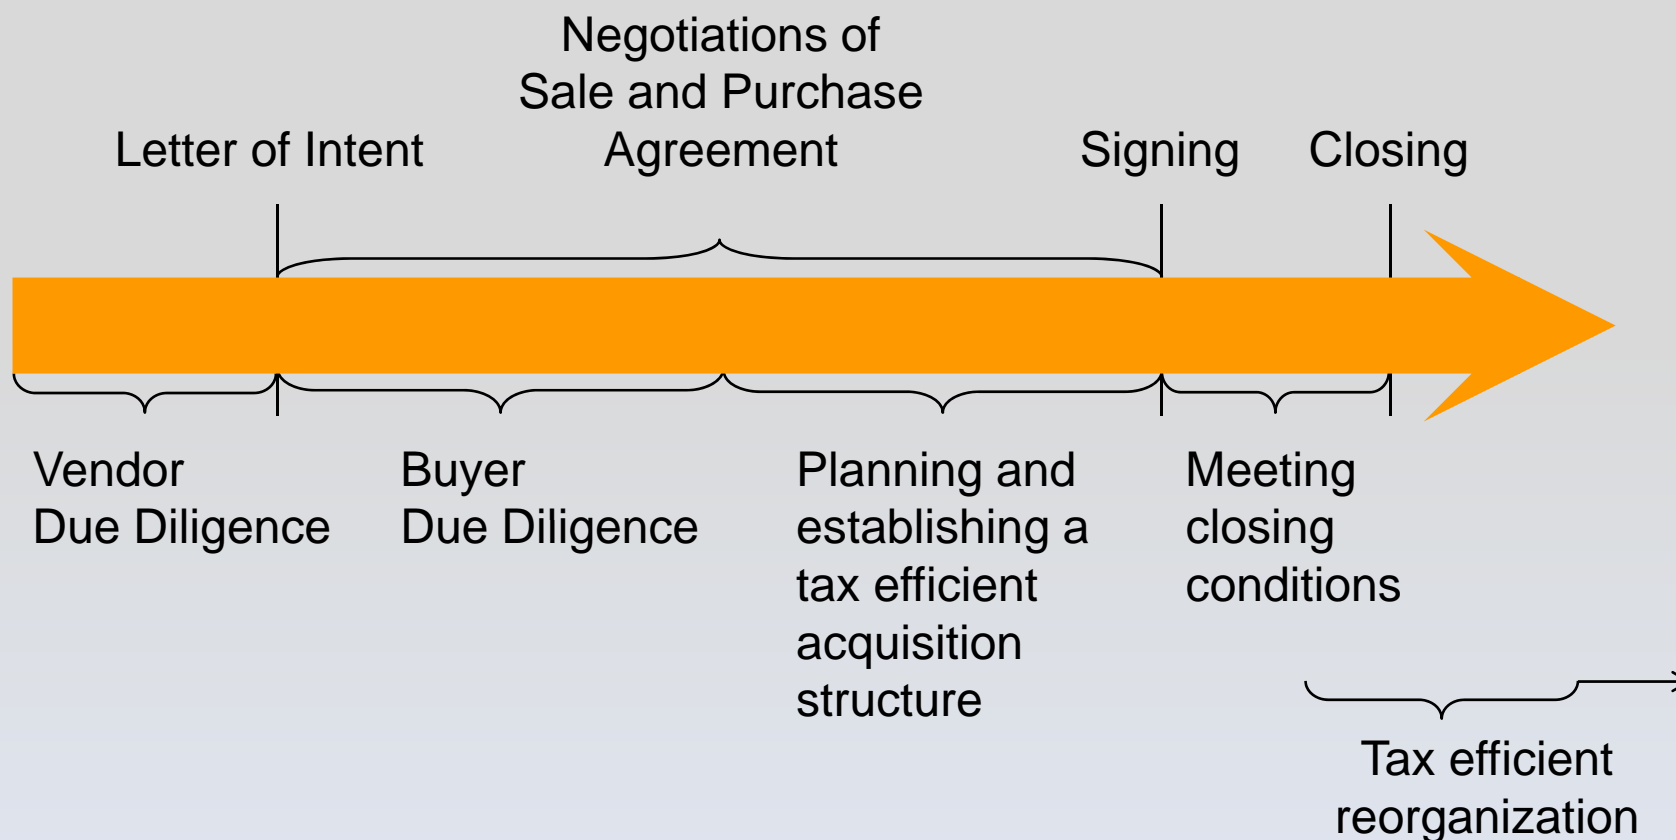 Negotiations of
Sale and Purchase
Agreement
Letter of Intent
Signing
Closing
Vendor
Due Diligence
Buyer
Due Diligence
Planning and
establishing a
tax efficient
acquisition
structure
Meeting
closing
conditions
Tax efficient
reorganization